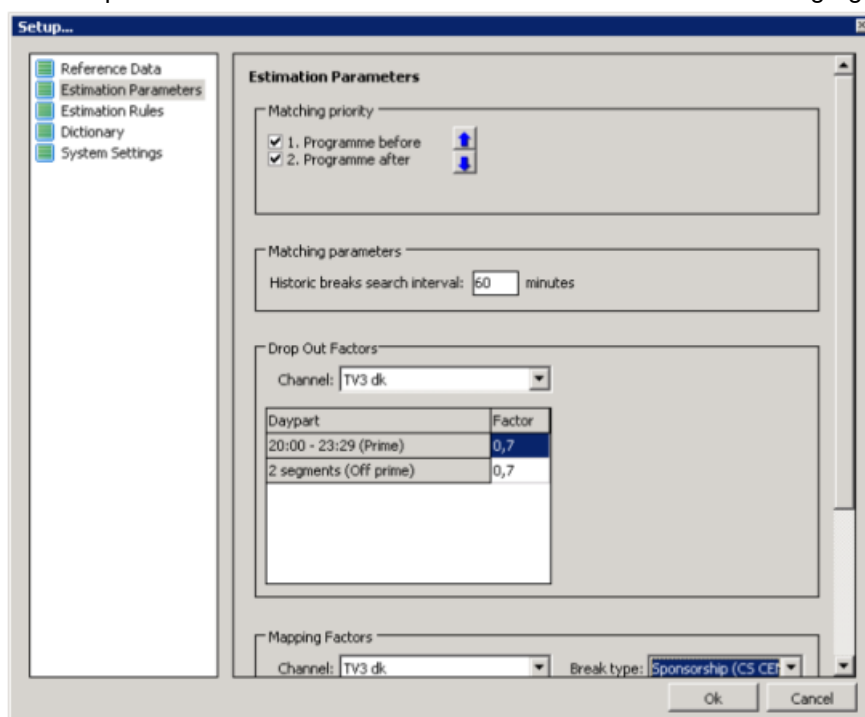 Setup...
Reference Data
Estimation Parameters
Estimation Rules
Dictionary
System Settings
Estimation Parameters
Matching priority
1. Programme before
2. Programme after
Matching parameters
Historic breaks search interval: 60 minutes
Drop Out Factors
Channel: TV3 dk
Daypart Factor
20:00 - 23:29 (Prime) 0,7
2 segments (Off prime) 0,7
Mapping Factors
Channel: TV3 dk Break type: Sponsorship (CS
Ok Cancel